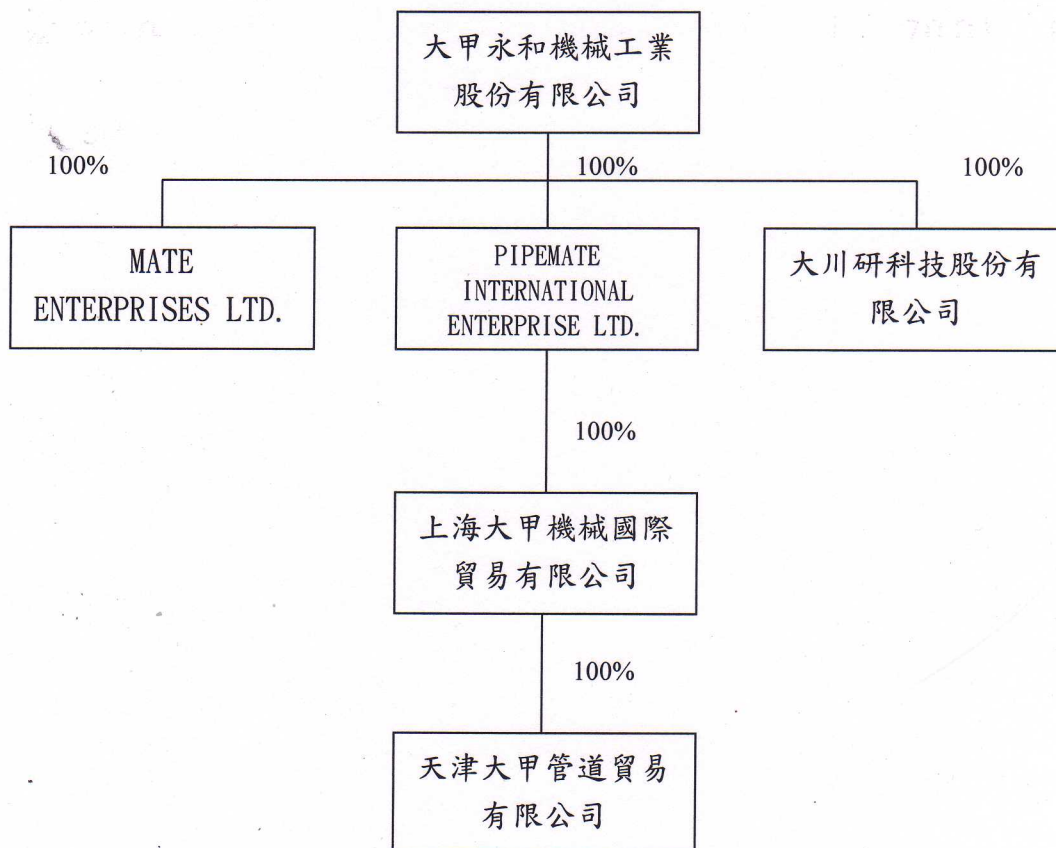 大甲永和機械工業
股份有限公司
100%
100%
100%
MATE
ENTERPRISES LTD.
PIPEMATE
INTERNATIONAL
ENTERPRISE LTD.
大川研科技股份有
限公司
100%
上海大甲機械國際
貿易有限公司
100%
天津大甲管道貿易
有限公司